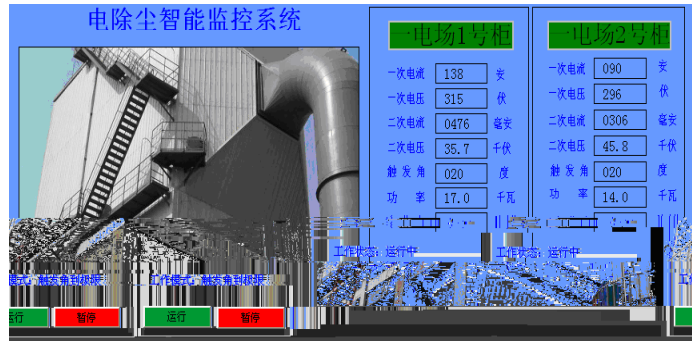 电除尘智能监控系统
一电场1号柜
一次电流 138 安
一次电压 315 伏
二次电流 0476 毫安
二次电压 35.7 千伏
触发角 020 度
功 率 17.0 千瓦
一电场2号柜
一次电流 090 安
一次电压 296 伏
二次电流 0306 毫安
二次电压 45.8 千伏
触发角 020 度
功 率 14.0 千瓦
工作状态：运行中
工作状态：运行中
模式：触发角到极限
工作模式：触发角到极限
运行
暂停
运行
暂停